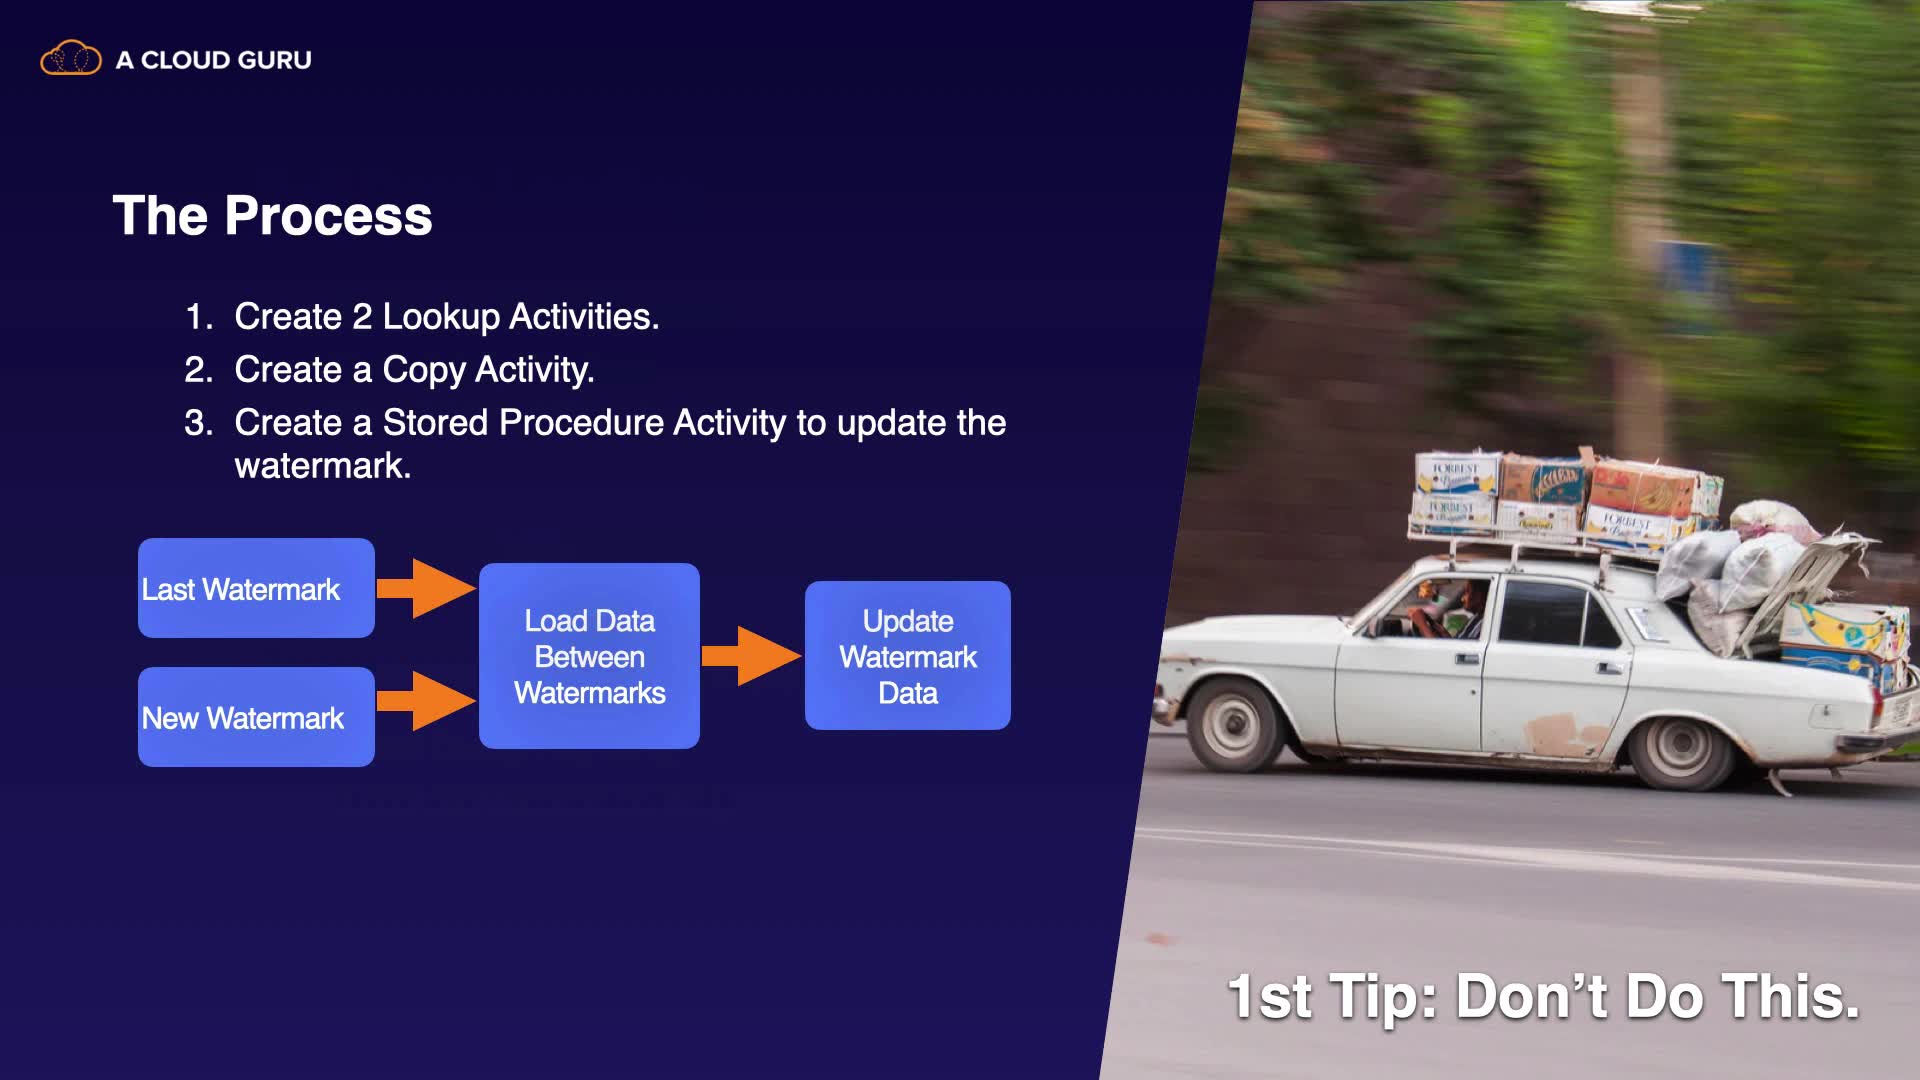 A CLOUD GURU
The Process
1. Create 2 Lookup Activities.
2. Create a Copy Activity.
3. Create a Stored Procedure Activity to update the
watermark.
Last Watermark
New Watermark
Load Data
Between
Watermarks
Update
Watermark
Data
FORBEST
FORBEST
FORBEST
1st Tip: Don’t Do This.